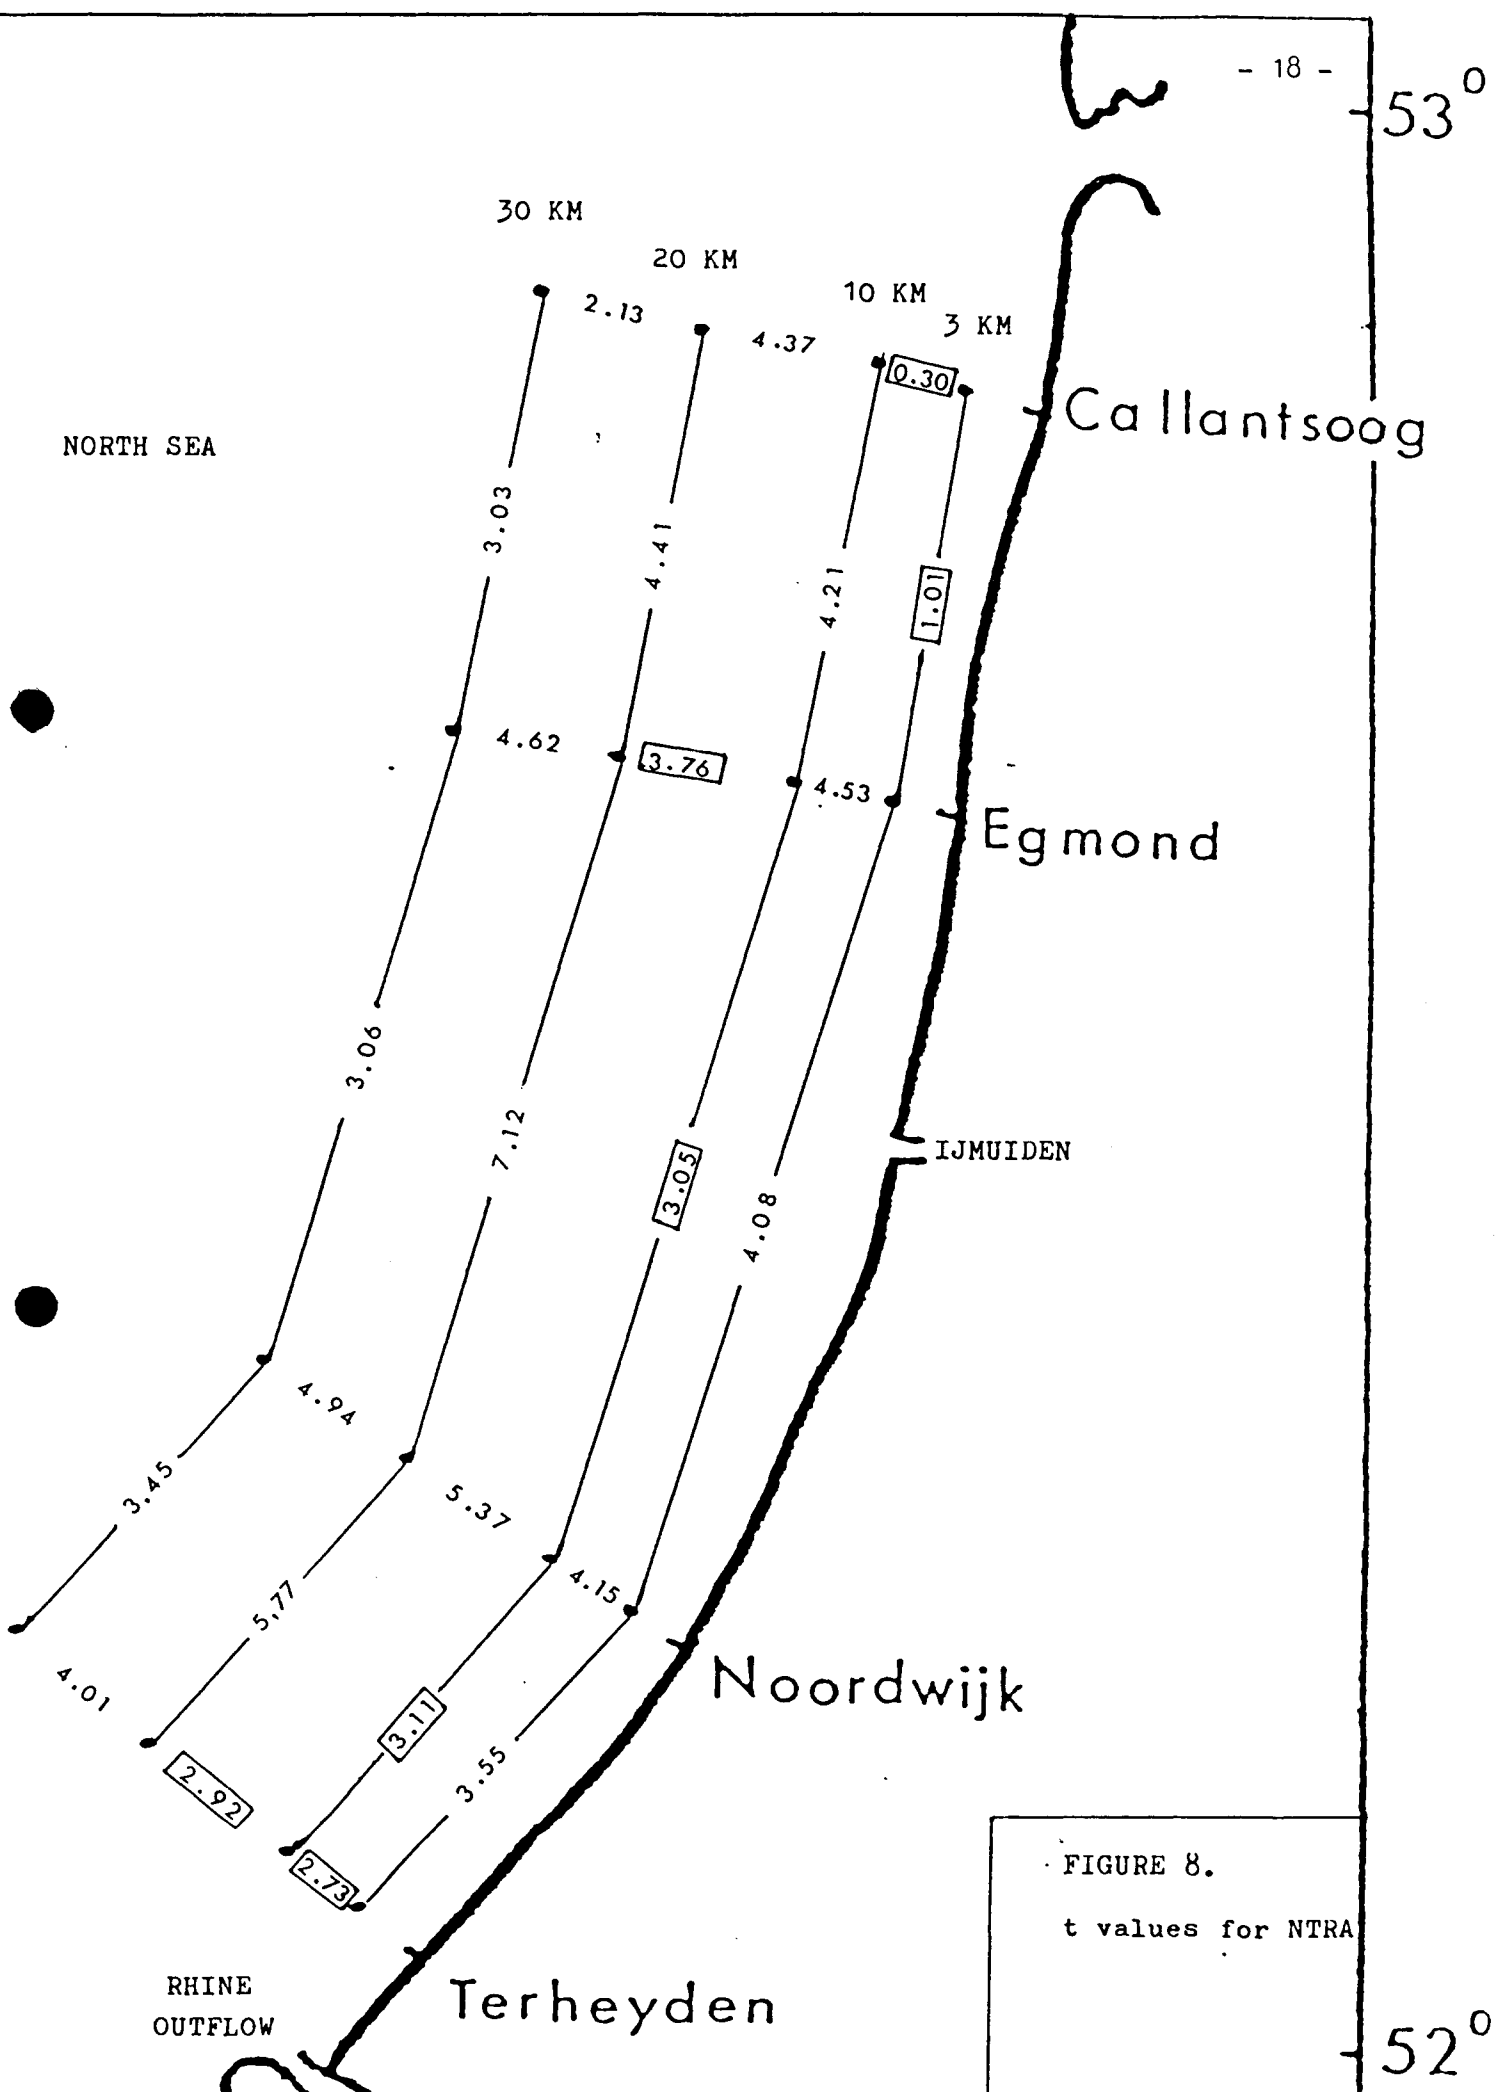 - 18 -
53°
30 KM
20 KM
10 KM
3 KM
2.13
4.37
0.30
Callantsoog
NORTH SEA
3.03
4.41
4.21
1.01
4.62
3.76
4.53
Egmond
3.06
7.12
3.05
4.08
IJMUIDEN
4.94
3.45
5.37
5,77
4.15
4.01
Noordwijk
3.11
3.55
2.92
2.73
FIGURE 8.
t values for NTRA
RHINE
OUTFLOW
Terheyden
52°